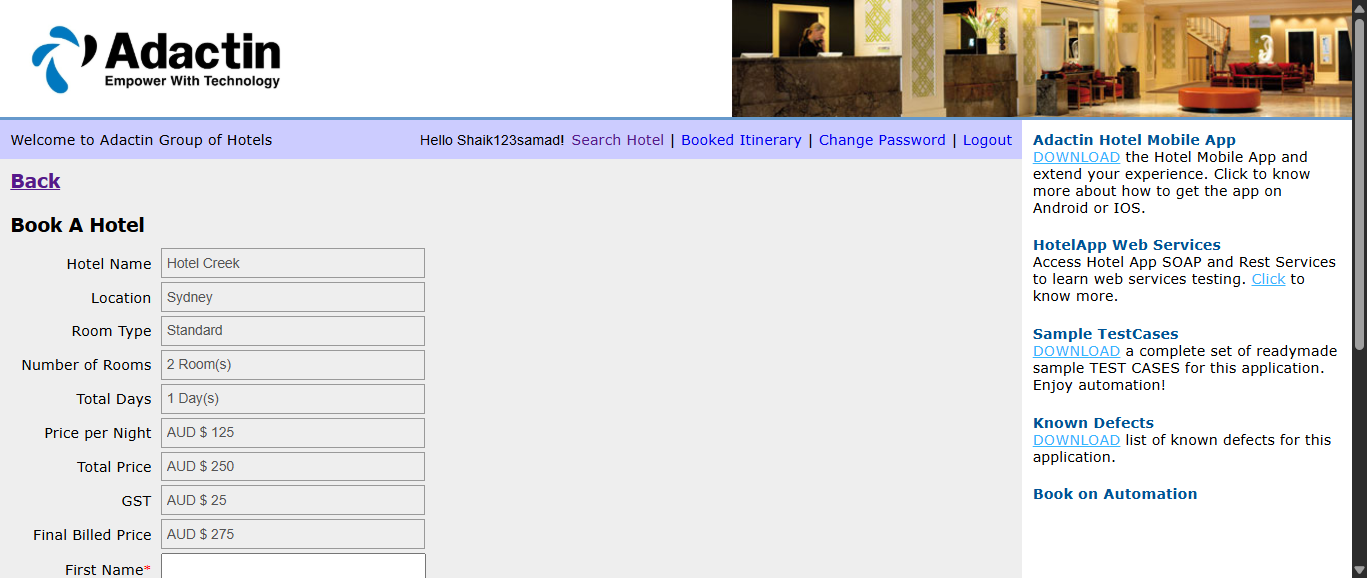 Adactin
Empower With Technology
Welcome to Adactin Group of Hotels
Hello Shaik123samad! Search Hotel | Booked Itinerary | Change Password | Logout
Back
Book A Hotel
Hotel Name Hotel Creek
Location Sydney
Room Type Standard
Number of Rooms 2 Room(s)
Total Days 1 Day(s)
Price per Night AUD $ 125
Total Price AUD $ 250
GST AUD $ 25
Final Billed Price AUD $ 275
First Name*
Adactin Hotel Mobile App
DOWNLOAD the Hotel Mobile App and
extend your experience. Click to know
more about how to get the app on
Android or IOS.
HotelApp Web Services
Access Hotel App SOAP and Rest Services
to learn web services testing. Click to
know more.
Sample TestCases
DOWNLOAD a complete set of readymade
sample TEST CASES for this application.
Enjoy automation!
Known Defects
DOWNLOAD list of known defects for this
application.
Book on Automation